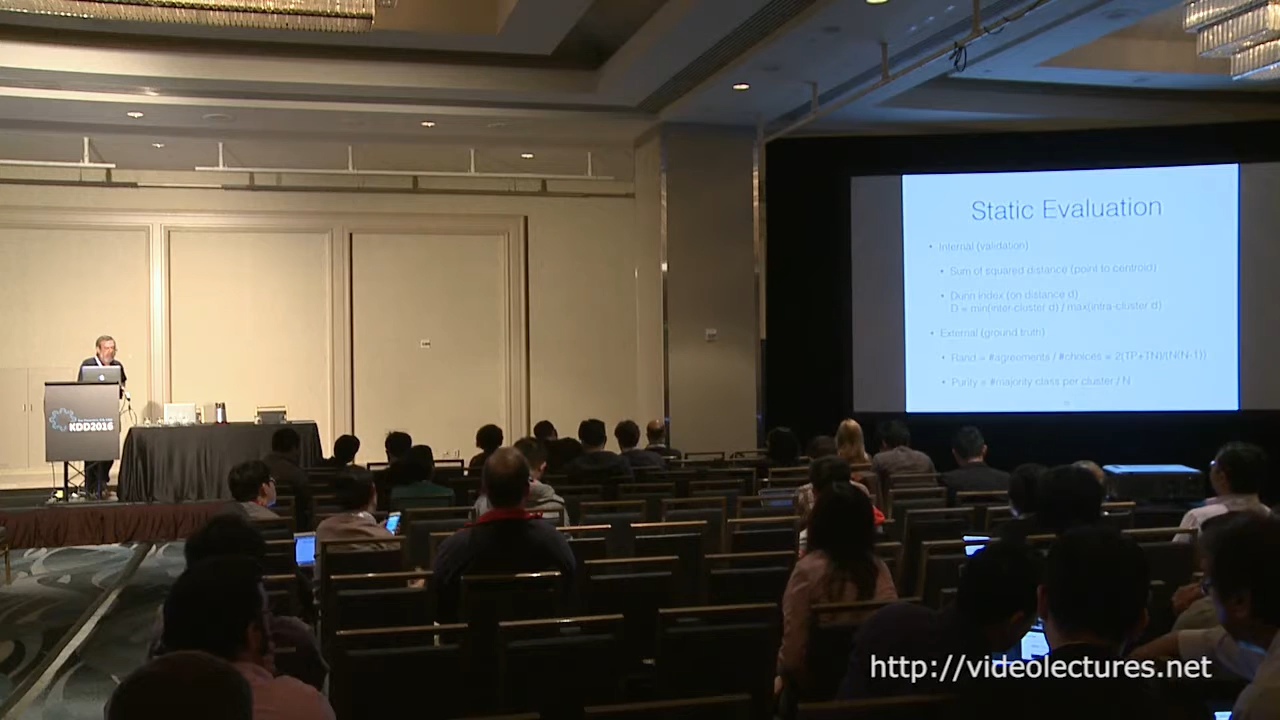 Static Evaluation
• Internal (validation)
• Sum of squared distance (point to centroid)
• Dunn index (on distance d)
D = min(inter-cluster d) / max(intra-cluster d)
• External (ground truth)
• Rand = #agreements / #choices = 2(TP+TN)/(N(N-1))
• Purity = #majority class per cluster / N
KDD2016
http://videolectures.net